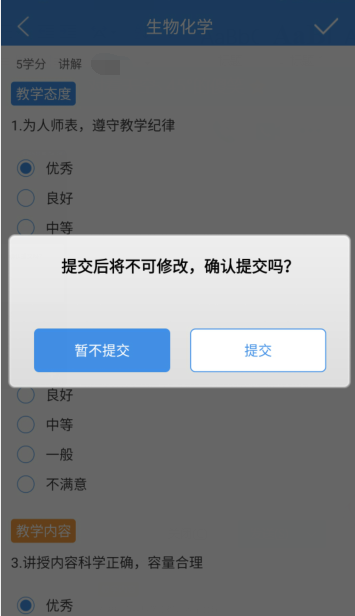 生物化学
5学分 讲解
教学态度
1.为人师表，遵守教学纪律
优秀
良好
中等
提交后将不可修改，确认提交吗？
暂不提交
提交
良好
中等
一般
不满意
教学内容
3.讲授内容科学正确，容量合理
优秀